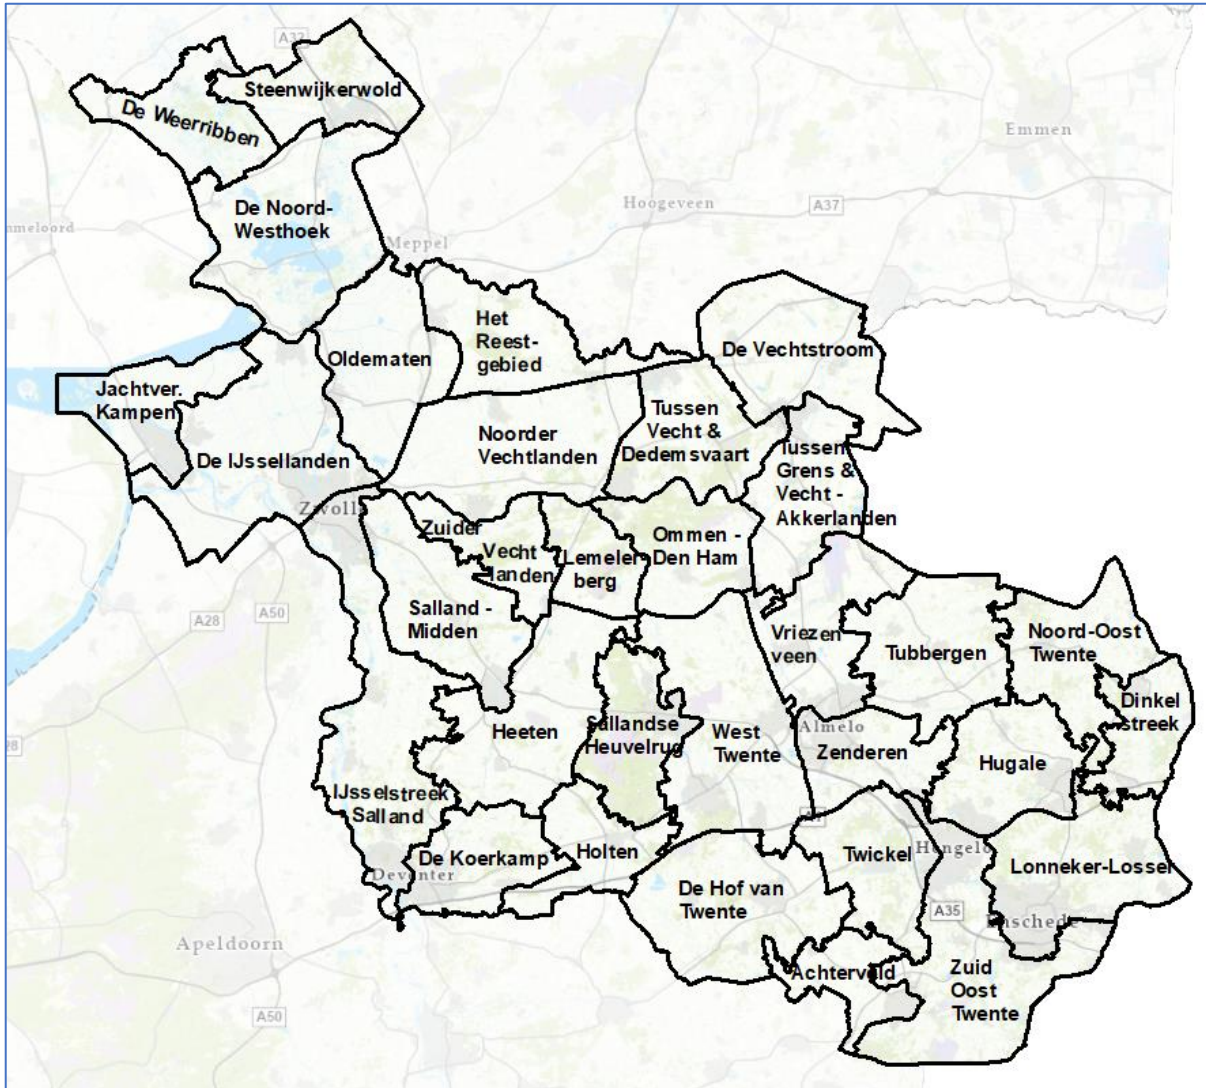 A32
Steenwijkerwold
De Weerribben
Emmen
De Noord-
Westhoek
Hoogeveen
A37
mmeloord
Meppel
Het
Reest-
gebied
De Vechtstroom
Oldematen
Jachtver.
Kampen
Tussen
Vecht &
Dedemsvaart
Noorder
Vechtlanden
Tussen
Grens &
Vecht -
Akkerlanden
De IJssellanden
Zwolle
Zuider
Vecht
landen
Lemeler
berg
Ommen -
Den Ham
Salland -
Midden
A28
A50
Vriezen
veen
Tubbergen
Noord-Oost
Twente
Dinkel
streek
Heeten
Sallandse
Heuvelrug
West
Twente
Almelo
Zenderen
Hugale
28
IJsselstreek
Salland
De Koerkamp
Holten
Deventer
Twickel
Hengelo
Lonneker-Losser
De Hof van
Twente
A35
Enschede
Apeldoorn
Achterveld
Zuid
Oost
Twente
A50